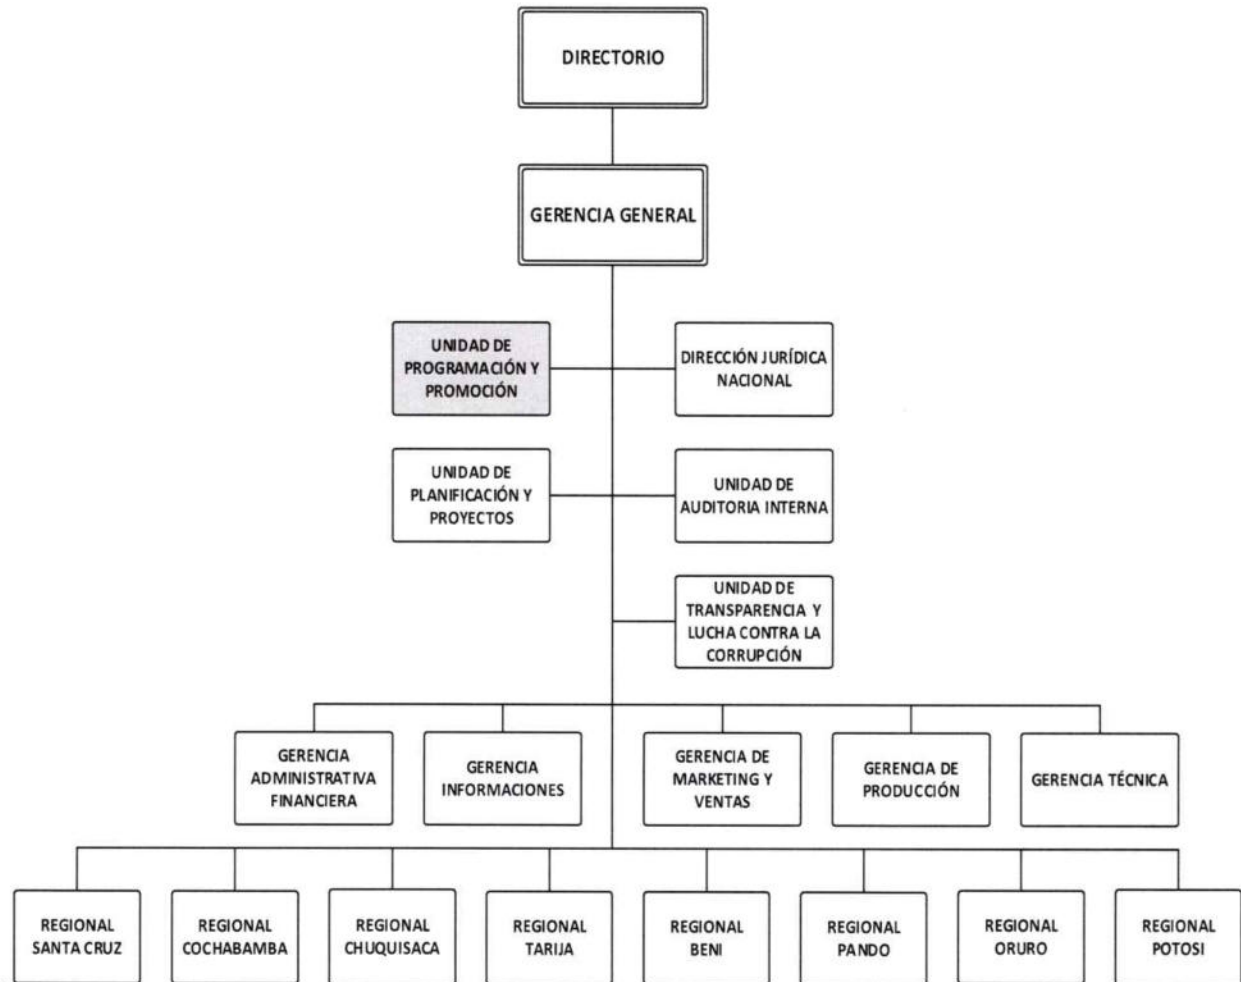 DIRECTORIO
GERENCIA GENERAL
UNIDAD DE
PROGRAMACIÓN Y
PROMOCIÓN
DIRECCIÓN JURÍDICA
NACIONAL
UNIDAD DE
PLANIFICACIÓN Y
PROYECTOS
UNIDAD DE
AUDITORIA INTERNA
UNIDAD DE
TRANSPARENCIA Y
LUCHA CONTRA LA
CORRUPCIÓN
GERENCIA
ADMINISTRATIVA
FINANCIERA
GERENCIA
INFORMACIONES
GERENCIA DE
MARKETING Y
VENTAS
GERENCIA DE
PRODUCCIÓN
GERENCIA TÉCNICA
REGIONAL
SANTA CRUZ
REGIONAL
COCHABAMBA
REGIONAL
CHUQUISACA
REGIONAL
TARIJA
REGIONAL
BENI
REGIONAL
PANDO
REGIONAL
ORURO
REGIONAL
POTOSI